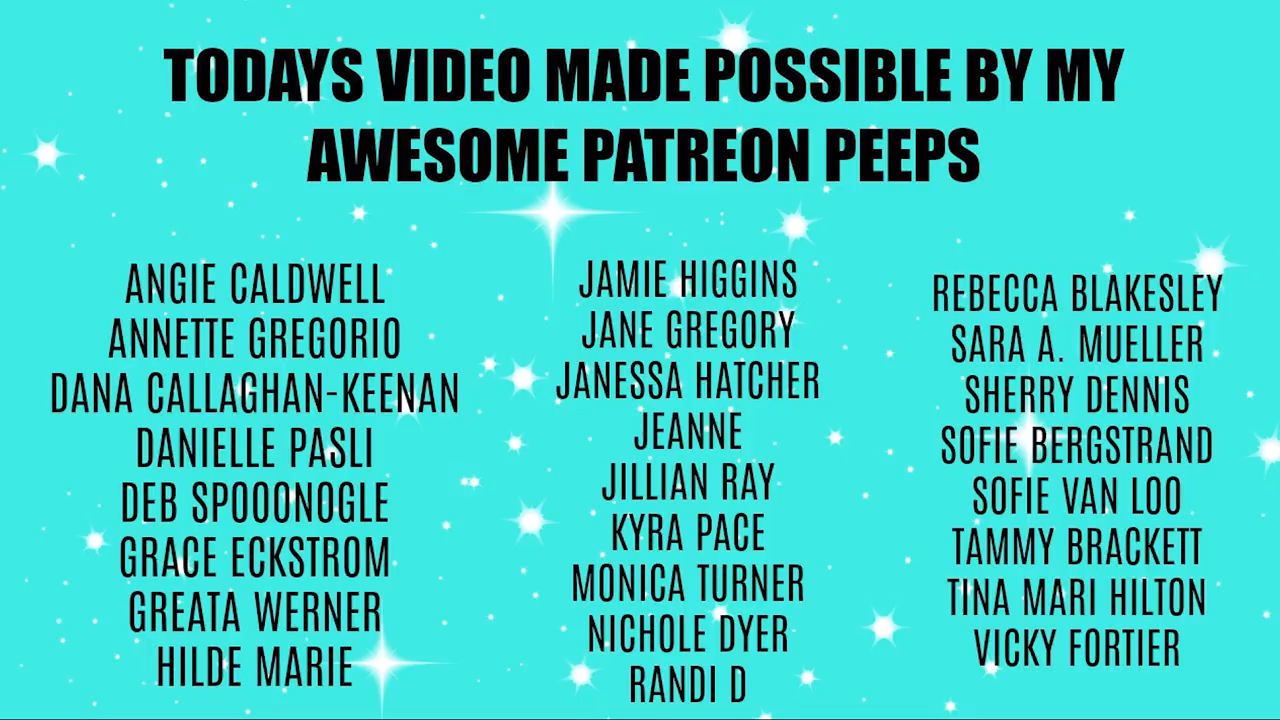 TODAYS VIDEO MADE POSSIBLE BY MY
AWESOME PATREON PEEPS
ANGIE CALDWELL
ANNETTE GREGORIO
DANA CALLAGHAN-KEENAN
DANIELLE PASLI
DEB SPOOONOGLE
GRACE ECKSTROM
GREATA WERNER
HILDE MARIE
JAMIE HIGGINS
JANE GREGORY
JANESSA HATCHER
JEANNE
JILLIAN RAY
KYRA PACE
MONICA TURNER
NICHOLE DYER
RANDI D
REBECCA BLAKESLEY
SARA A. MUELLER
SHERRY DENNIS
SOFIE BERGSTRAND
SOFIE VAN LOO
TAMMY BRACKETT
TINA MARI HILTON
VICKY FORTIER